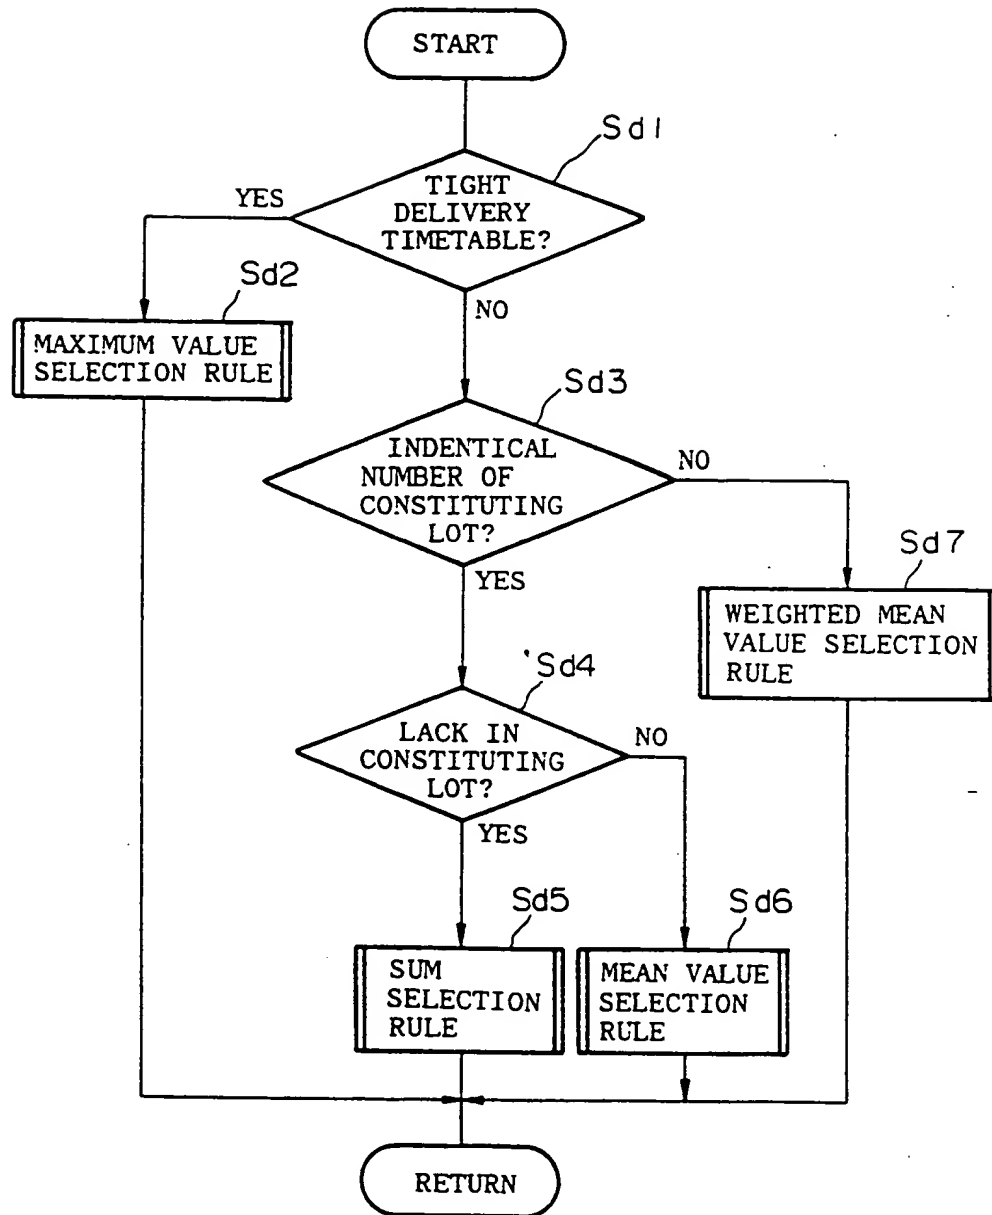 START
Sd1
TIGHT
DELIVERY
TIMETABLE?
YES
NO
Sd2
MAXIMUM VALUE
SELECTION RULE
Sd3
INDENTICAL
NUMBER OF
CONSTITUTING
LOT?
NO
YES
Sd7
WEIGHTED MEAN
VALUE SELECTION
RULE
Sd4
LACK IN
CONSTITUTING
LOT?
NO
YES
Sd5
SUM
SELECTION
RULE
Sd6
MEAN VALUE
SELECTION
RULE
RETURN